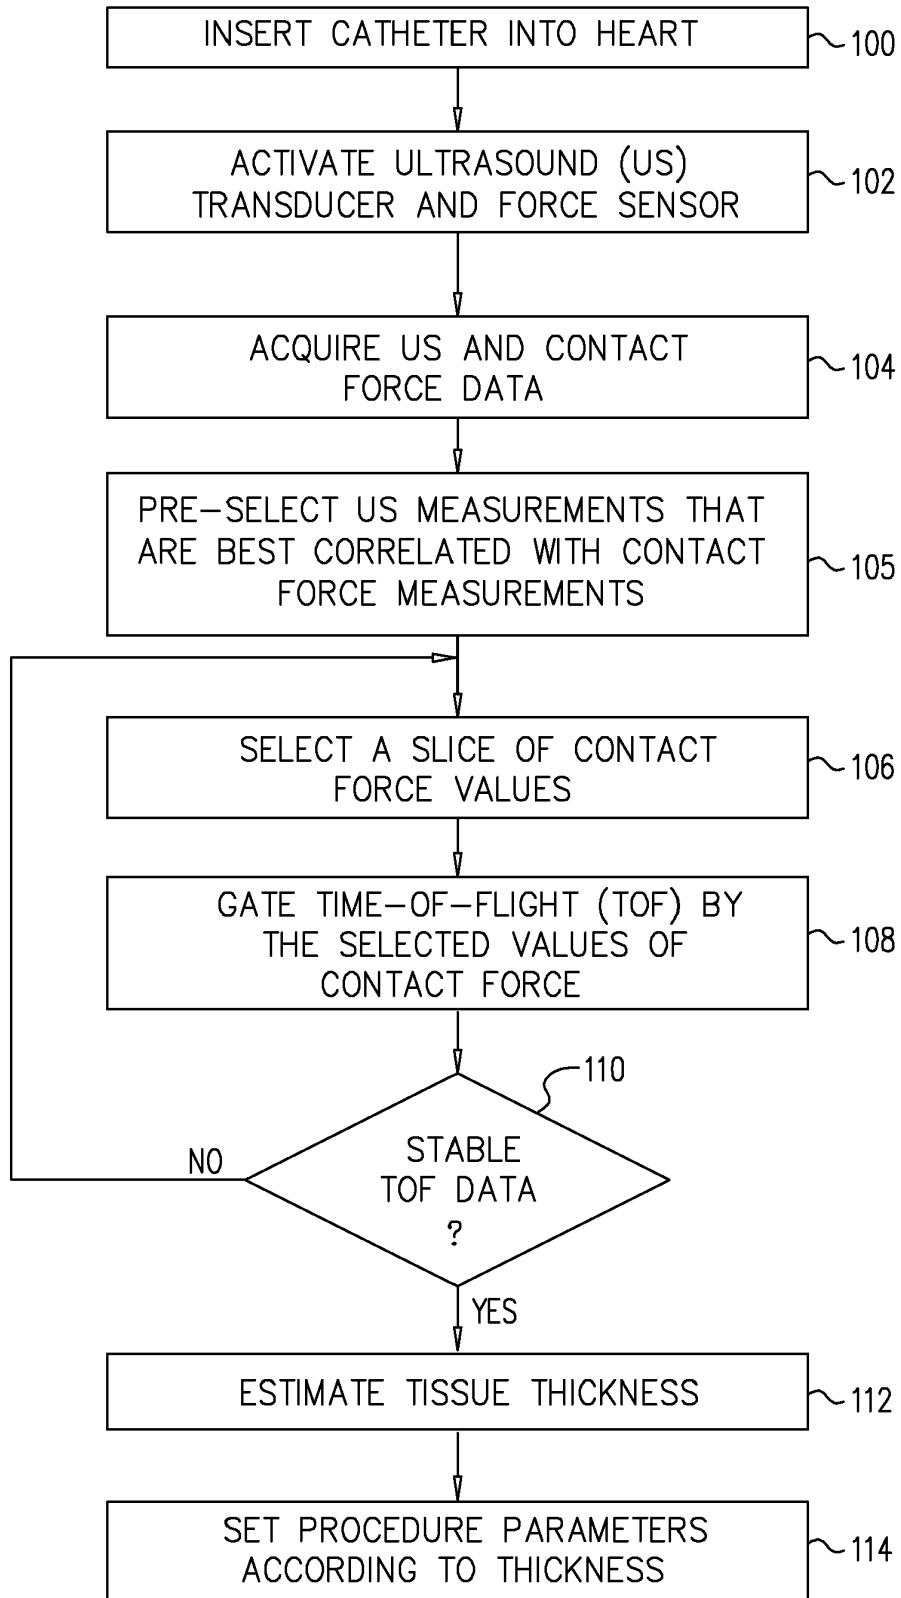 INSERT CATHETER INTO HEART
100
ACTIVATE ULTRASOUND (US)
TRANSDUCER AND FORCE SENSOR
102
ACQUIRE US AND CONTACT
FORCE DATA
104
PRE-SELECT US MEASUREMENTS THAT
ARE BEST CORRELATED WITH CONTACT
FORCE MEASUREMENTS
105
SELECT A SLICE OF CONTACT
FORCE VALUES
106
GATE TIME-OF-FLIGHT (TOF) BY
THE SELECTED VALUES OF
CONTACT FORCE
108
110
STABLE
TOF DATA
?
NO
YES
ESTIMATE TISSUE THICKNESS
112
SET PROCEDURE PARAMETERS
ACCORDING TO THICKNESS
114